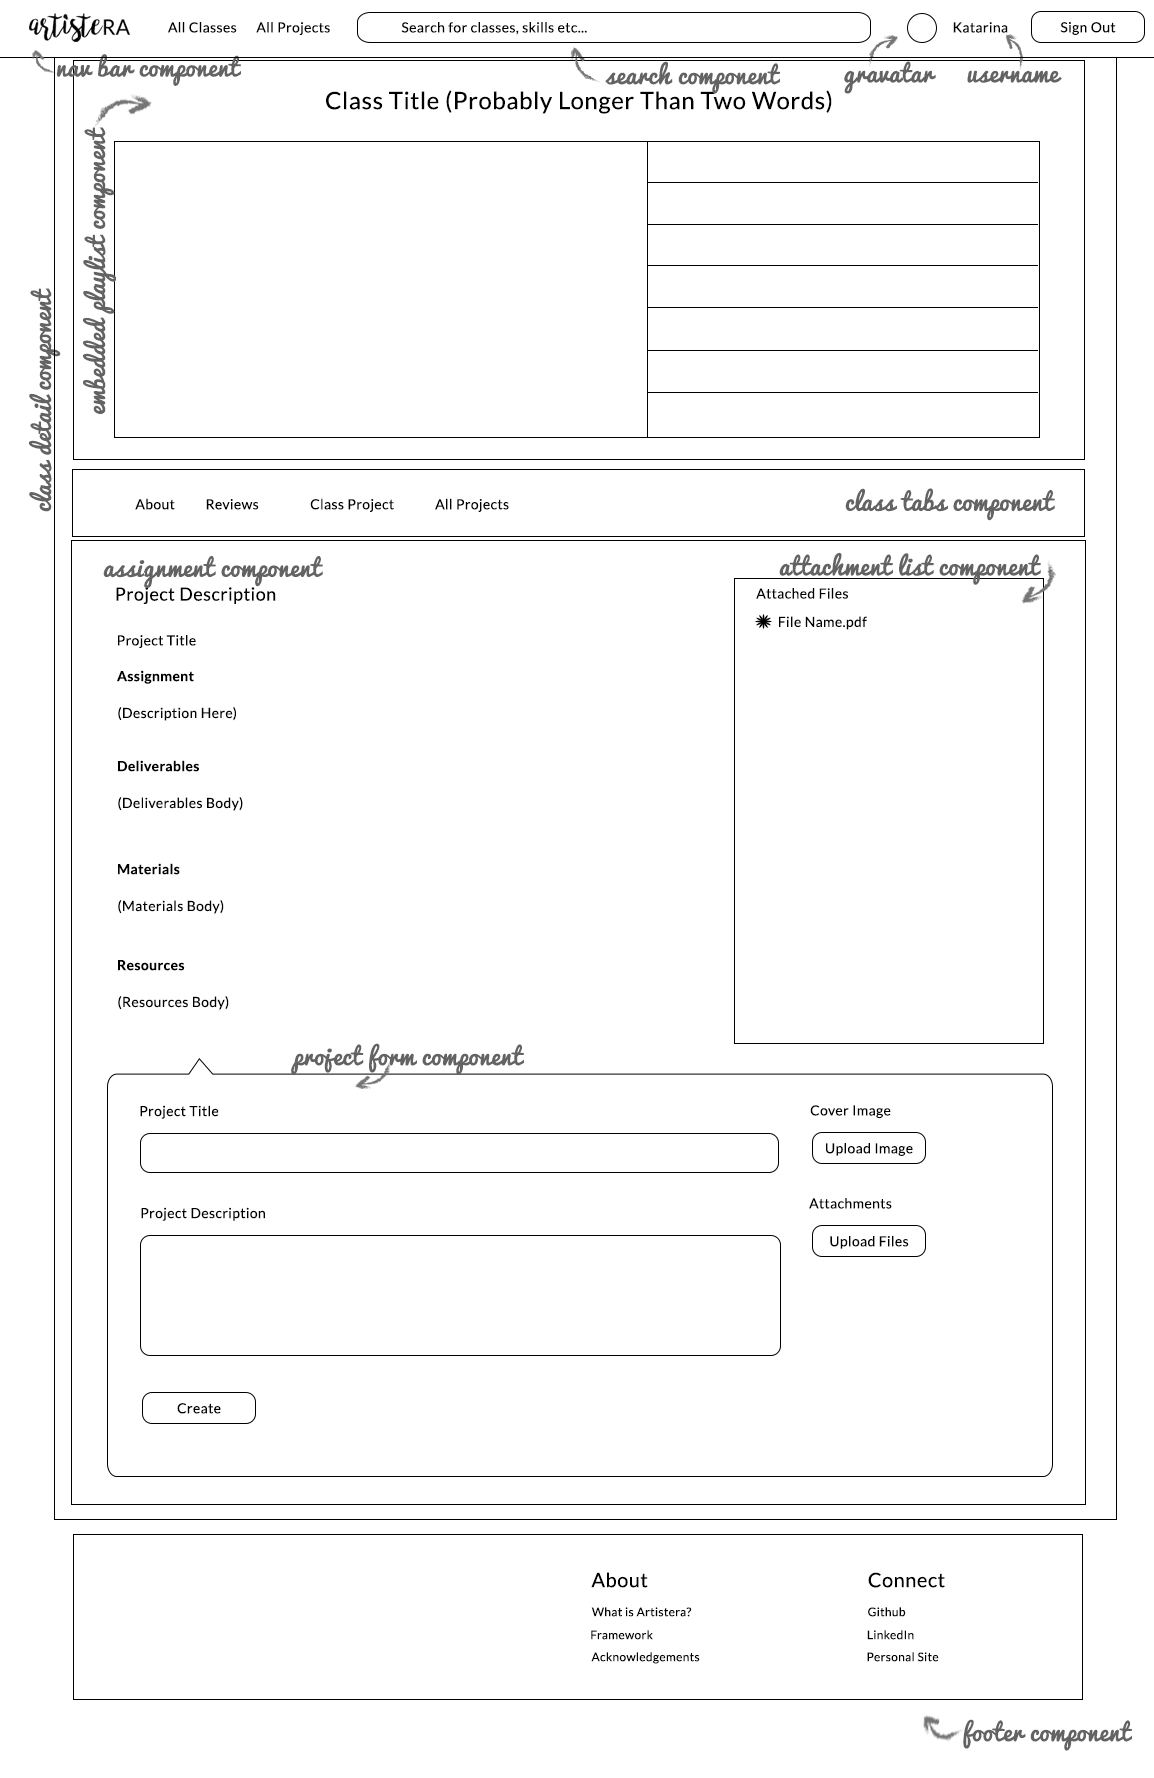 artisteRA All Classes All Projects Search for classes, skills etc... Katarina Sign Out
nav bar component search component gravatar username
Class Title (Probably Longer Than Two Words)
embedded playlist component
class detail component
About Reviews Class Project All Projects class tabs component
assignment component attachment list component
Project Description
Attached Files
File Name.pdf
Project Title
Assignment
(Description Here)
Deliverables
(Deliverables Body)
Materials
(Materials Body)
Resources
(Resources Body)
project form component
Project Title Cover Image
Upload Image
Project Description Attachments
Upload Files
Create
About Connect
What is Artistera? Github
Framework LinkedIn
Acknowledgements Personal Site
footer component